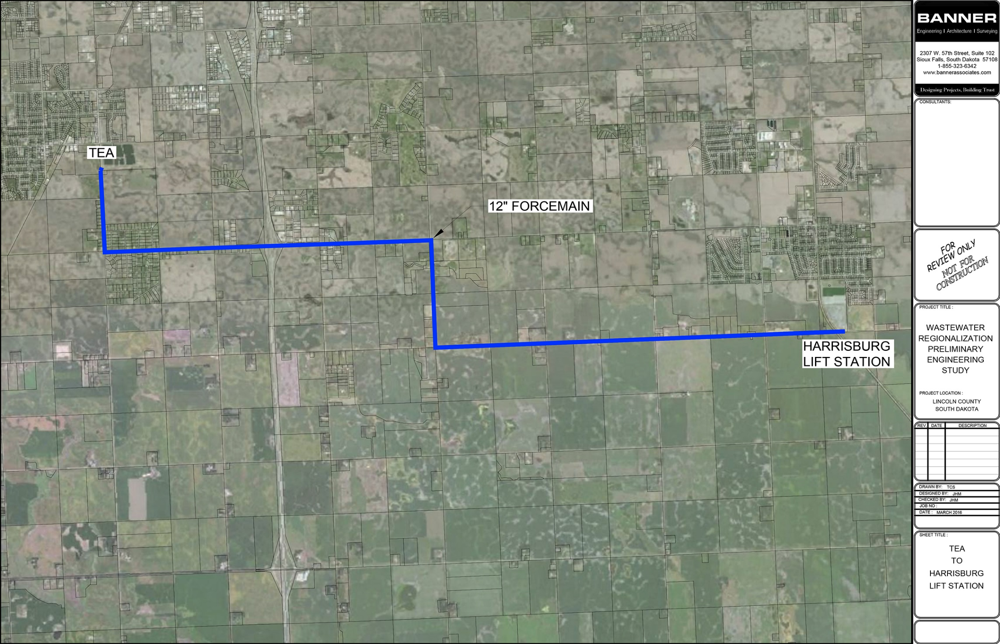 TEA
12" FORCEMAIN
HARRISBURG
LIFT STATION
BANNER
Engineering | Architecture | Surveying
2307 W. 57th Street, Suite 102
Sioux Falls, South Dakota 57108
1-855-323-6342
www.bannerassociates.com
Designing Projects, Building Trust
CONSULTANTS:
FOR
REVIEW ONLY
NOT FOR
CONSTRUCTION
PROJECT TITLE :
WASTEWATER
REGIONALIZATION
PRELIMINARY
ENGINEERING
STUDY
PROJECT LOCATION :
LINCOLN COUNTY
SOUTH DAKOTA
REV. DATE DESCRIPTION
DRAWN BY: TCS
DESIGNED BY: JHM
CHECKED BY: JHM
JOB NO :
DATE : MARCH 2016
SHEET TITLE :
TEA
TO
HARRISBURG
LIFT STATION